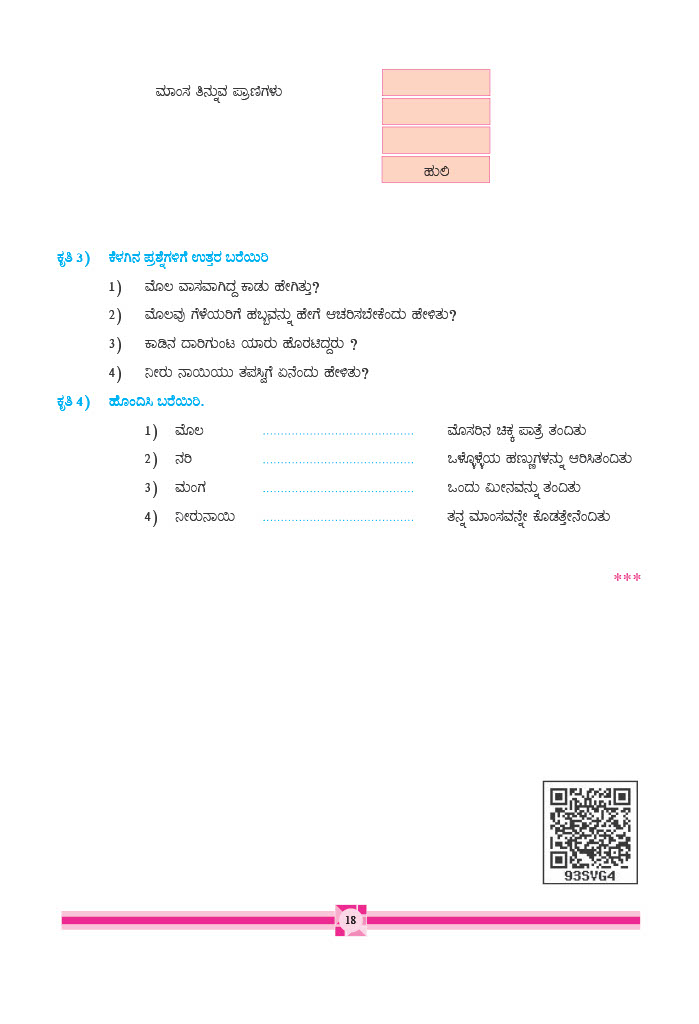 ಮಾಂಸ ತಿನ್ನುವ ಪ್ರಾಣಿಗಳು
ಹುಲಿ
ಕೃತಿ 3) ಕೆಳಗಿನ ಪ್ರಶ್ನೆಗಳಿಗೆ ಉತ್ತರ ಬರೆಯಿರಿ
1) ಮೊಲ ವಾಸವಾಗಿದ್ದ ಕಾಡು ಹೇಗಿತ್ತು?
2) ಮೊಲವು ಗೆಳೆಯರಿಗೆ ಹಬ್ಬವನ್ನು ಹೇಗೆ ಆಚರಿಸಬೇಕೆಂದು ಹೇಳಿತು?
3) ಕಾಡಿನ ದಾರಿಗುಂಟ ಯಾರು ಹೊರಟಿದ್ದರು ?
4) ನೀರು ನಾಯಿಯು ತಪಸ್ವಿಗೆ ಏನೆಂದು ಹೇಳಿತು?
ಕೃತಿ 4) ಹೊಂದಿಸಿ ಬರೆಯಿರಿ.
1) ಮೊಲ .......................................... ಮೊಸರಿನ ಚಿಕ್ಕ ಪಾತ್ರೆ ತಂದಿತು
2) ನರಿ .......................................... ಒಳ್ಳೊಳ್ಳೆಯ ಹಣ್ಣುಗಳನ್ನು ಆರಿಸಿತಂದಿತು
3) ಮಂಗ .......................................... ಒಂದು ಮೀನವನ್ನು ತಂದಿತು
4) ನೀರುನಾಯಿ .......................................... ತನ್ನ ಮಾಂಸವನ್ನೇ ಕೊಡತ್ತೇನೆಂದಿತು
***
93SVG4
18